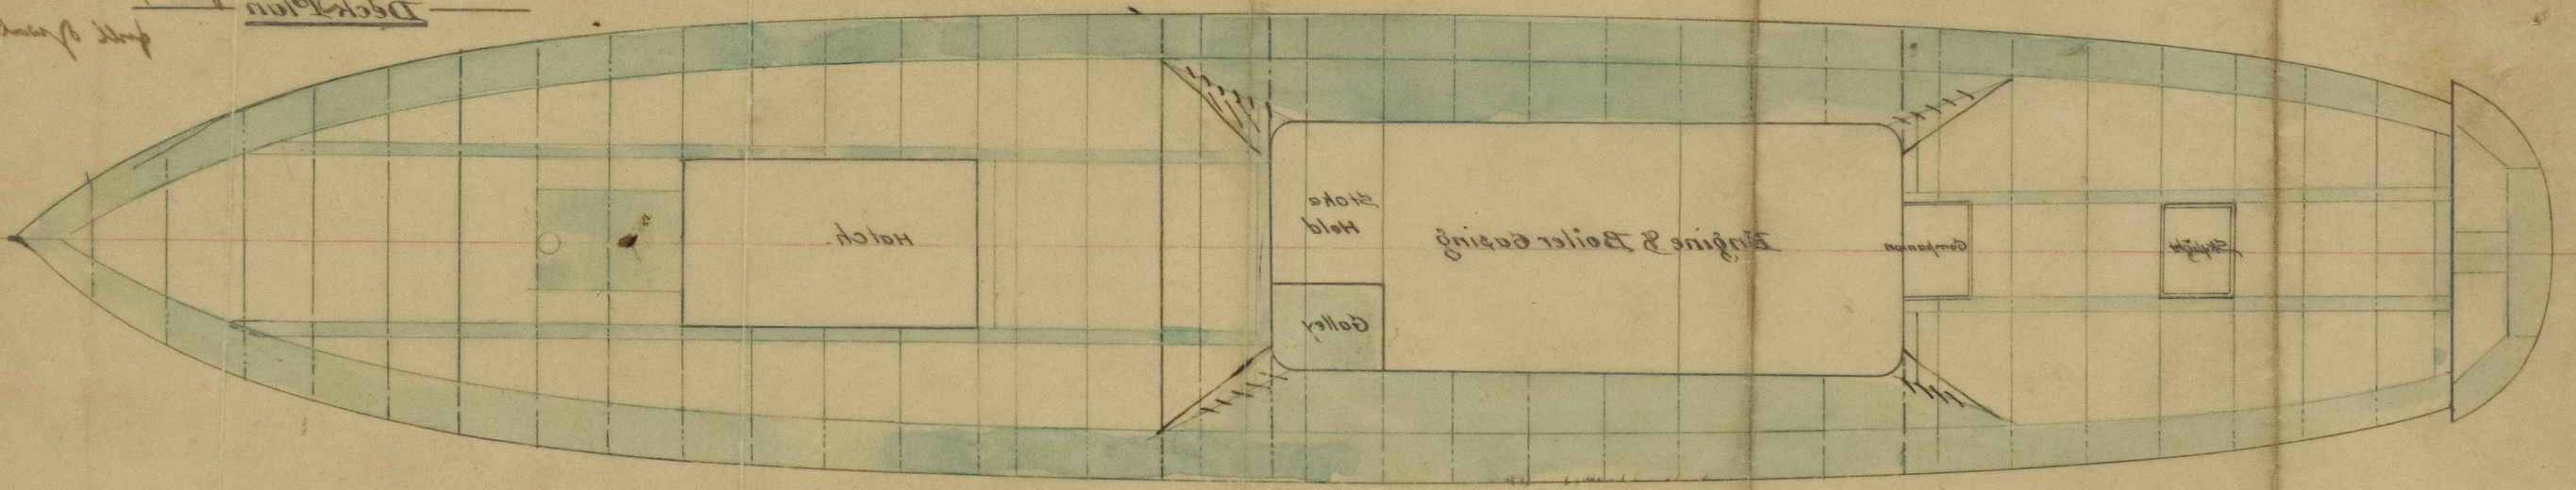 Deck Plan
Hatch.
Stoke
Hold
Galley
Engine & Boiler Casing
Companion
Skylight